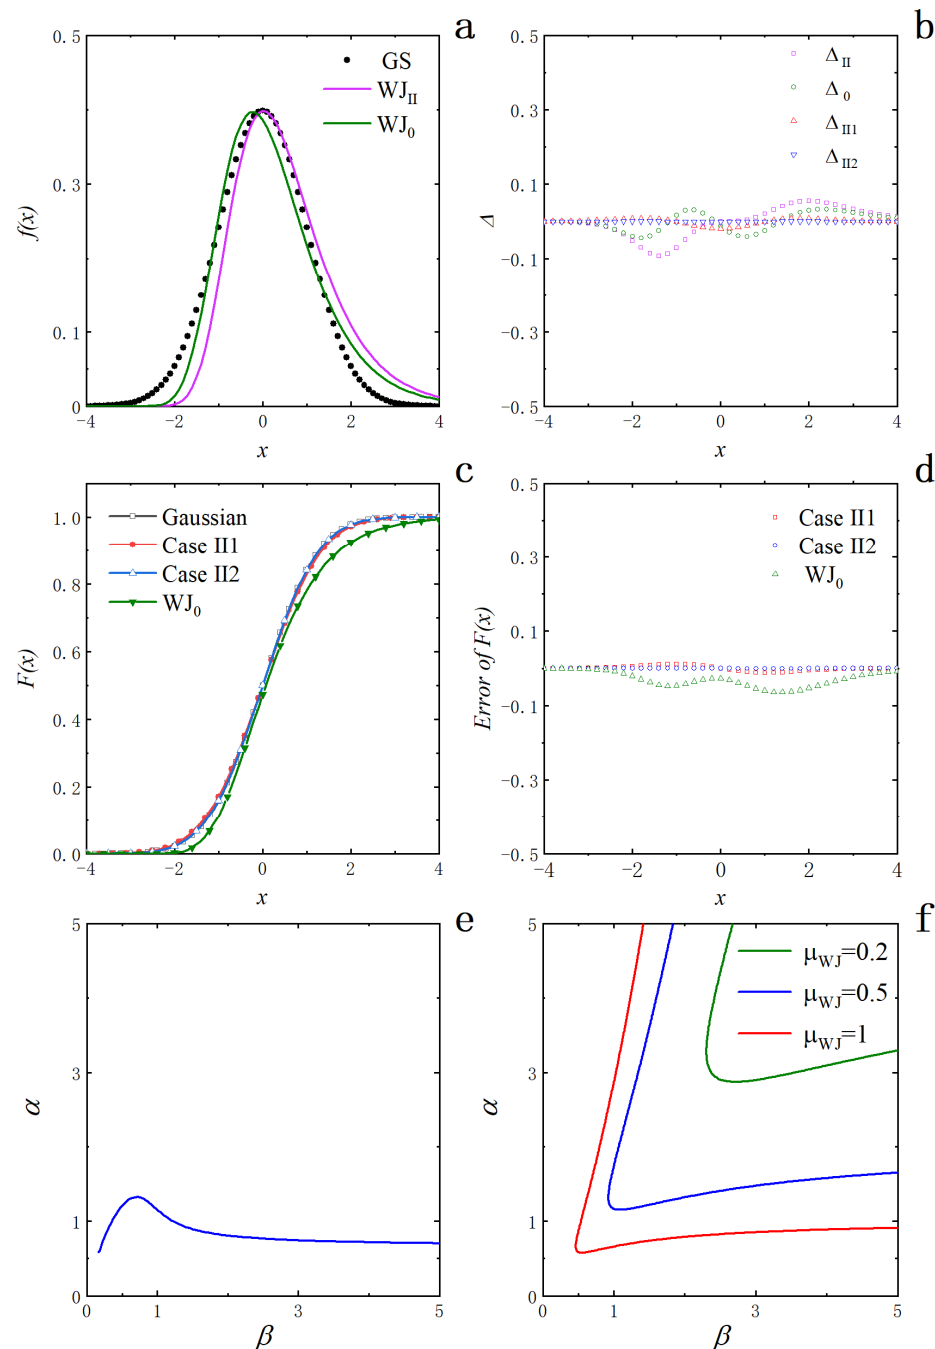 a
0.5
0.3
0.1
0
f(x)
-4
-2
0
2
4
x
GS
WJII
WJ0
b
0.5
0.3
0.1
-0.1
-0.3
-0.5
Δ
-4
-2
0
2
4
x
ΔII
Δ0
ΔII1
ΔII2
c
1.0
0.8
0.6
0.4
0.2
0.0
F(x)
-4
-2
0
2
4
x
Gaussian
Case II1
Case II2
WJ0
d
0.5
0.3
0.1
-0.1
-0.3
-0.5
Error of F(x)
-4
-2
0
2
4
x
Case II1
Case II2
WJ0
e
5
3
1
0
α
0
1
3
5
β
f
5
3
1
0
α
0
1
3
5
β
μWJ=0.2
μWJ=0.5
μWJ=1